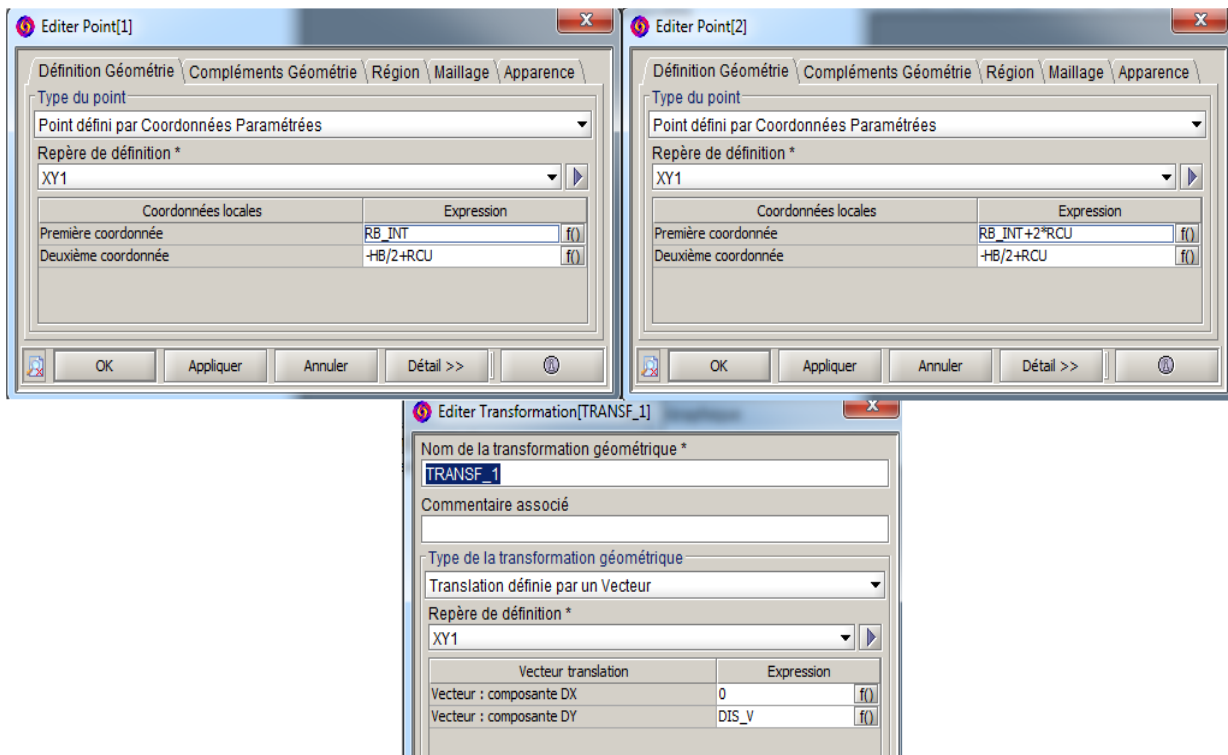 Editer Point[1]
Définition Géométrie Compléments Géométrie Région Maillage Apparence
Type du point
Point défini par Coordonnées Paramétrées
Repère de définition *
XY1
Coordonnées locales Expression
Première coordonnée RB_INT f()
Deuxième coordonnée -HB/2+RCU f()
OK Appliquer Annuler Détail >>
Editer Point[2]
Définition Géométrie Compléments Géométrie Région Maillage Apparence
Type du point
Point défini par Coordonnées Paramétrées
Repère de définition *
XY1
Coordonnées locales Expression
Première coordonnée RB_INT+2*RCU f()
Deuxième coordonnée -HB/2+RCU f()
OK Appliquer Annuler Détail >>
Editer Transformation[TRANSF_1]
Nom de la transformation géométrique *
TRANSF_1
Commentaire associé
Type de la transformation géométrique
Translation définie par un Vecteur
Repère de définition *
XY1
Vecteur translation Expression
Vecteur : composante DX 0 f()
Vecteur : composante DY DIS_V f()